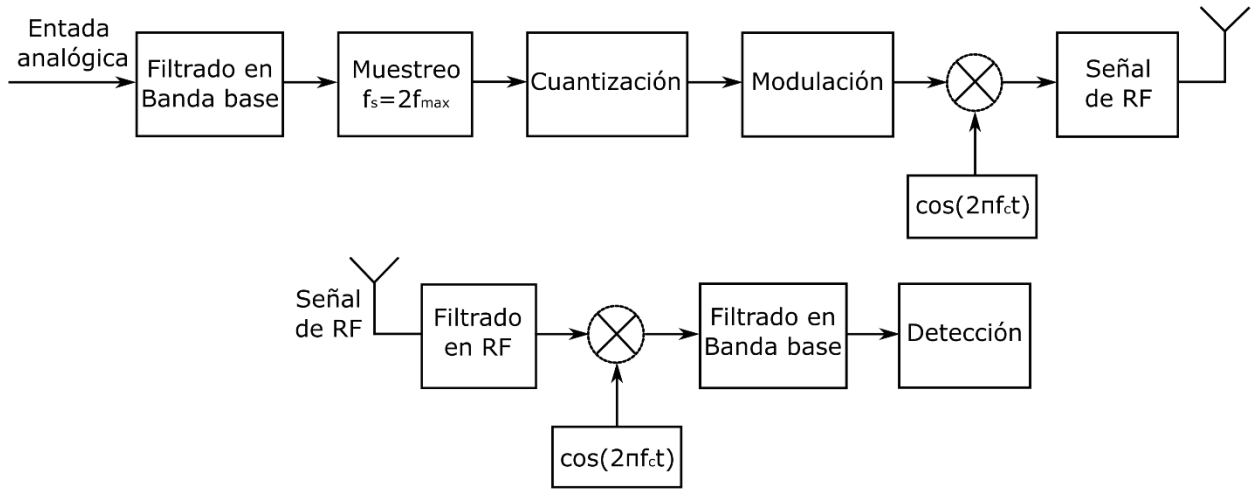 Entada
analógica
Filtrado en
Banda base
Muestreo
fs=2fmax
Cuantización
Modulación
Señal
de RF
cos(2πfct)
Señal
de RF
Filtrado
en RF
Filtrado en
Banda base
Detección
cos(2πfct)